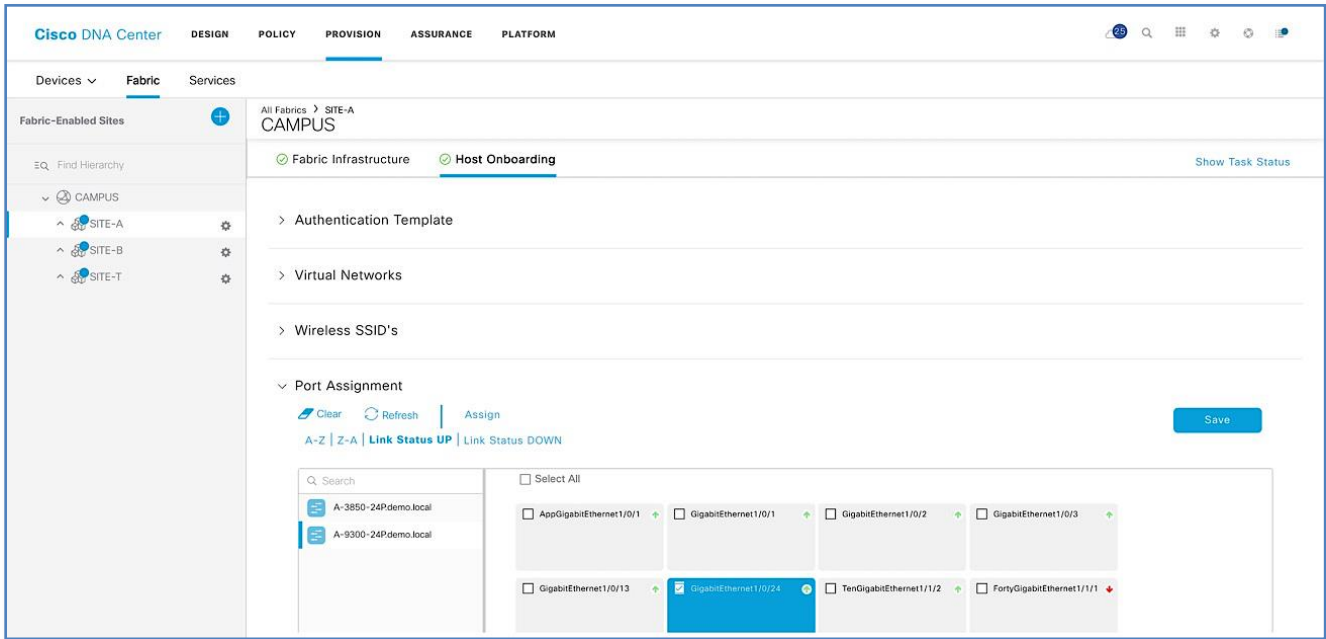 Cisco DNA Center DESIGN POLICY PROVISION ASSURANCE PLATFORM 25
Devices Fabric Services
Fabric-Enabled Sites
Find Hierarchy
CAMPUS
SITE-A
SITE-B
SITE-T
All Fabrics > SITE-A
CAMPUS
Fabric Infrastructure Host Onboarding Show Task Status
> Authentication Template
> Virtual Networks
> Wireless SSID's
Port Assignment
Clear Refresh Assign Save
A-Z | Z-A | Link Status UP | Link Status DOWN
Search
A-3850-24P.demo.local
A-9300-24P.demo.local
Select All
AppGigabitEthernet1/0/1 GigabitEthernet1/0/1 GigabitEthernet1/0/2 GigabitEthernet1/0/3
GigabitEthernet1/0/13 GigabitEthernet1/0/24 TenGigabitEthernet1/1/2 FortyGigabitEthernet1/1/1